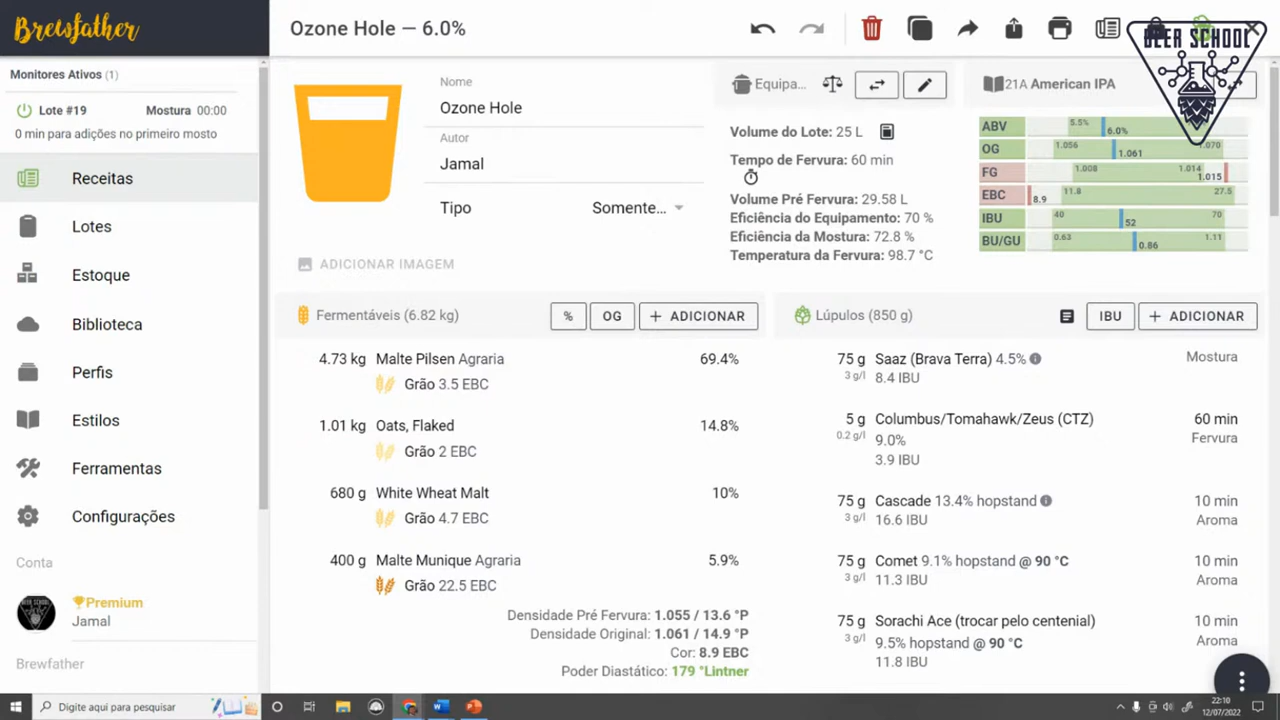 Brewfather
Ozone Hole — 6.0%
BEER SCHOOL
Monitores Ativos (1)
Lote #19
Mostura 00:00
0 min para adições no primeiro mosto
Receitas
Lotes
Estoque
Biblioteca
Perfis
Estilos
Ferramentas
Configurações
Conta
Premium
Jamal
Brewfather
Nome
Ozone Hole
Autor
Jamal
Tipo Somente...
ADICIONAR IMAGEM
Equipa...
Volume do Lote: 25 L
Tempo de Fervura: 60 min
Volume Pré Fervura: 29.58 L
Eficiência do Equipamento: 70 %
Eficiência da Mostura: 72.8 %
Temperatura da Fervura: 98.7 °C
21A American IPA
ABV 5.5% 6.0%
OG 1.056 1.061 1.070
FG 1.008 1.014 1.015
EBC 8.9 11.8 27.5
IBU 40 52 70
BU/GU 0.63 0.86 1.11
Fermentáveis (6.82 kg) % OG + ADICIONAR
4.73 kg Malte Pilsen Agraria 69.4%
Grão 3.5 EBC
1.01 kg Oats, Flaked 14.8%
Grão 2 EBC
680 g White Wheat Malt 10%
Grão 4.7 EBC
400 g Malte Munique Agraria 5.9%
Grão 22.5 EBC
Densidade Pré Fervura: 1.055 / 13.6 °P
Densidade Original: 1.061 / 14.9 °P
Cor: 8.9 EBC
Poder Diastático: 179 °Lintner
Lúpulos (850 g) IBU + ADICIONAR
75 g Saaz (Brava Terra) 4.5% Mostura
3 g/l 8.4 IBU
5 g Columbus/Tomahawk/Zeus (CTZ) 60 min
0.2 g/l 9.0% Fervura
3.9 IBU
75 g Cascade 13.4% hopstand 10 min
3 g/l 16.6 IBU Aroma
75 g Comet 9.1% hopstand @ 90 °C 10 min
3 g/l 11.3 IBU Aroma
75 g Sorachi Ace (trocar pelo centenial) 10 min
3 g/l 9.5% hopstand @ 90 °C Aroma
11.8 IBU
Digite aqui para pesquisar
22:10
12/07/2022